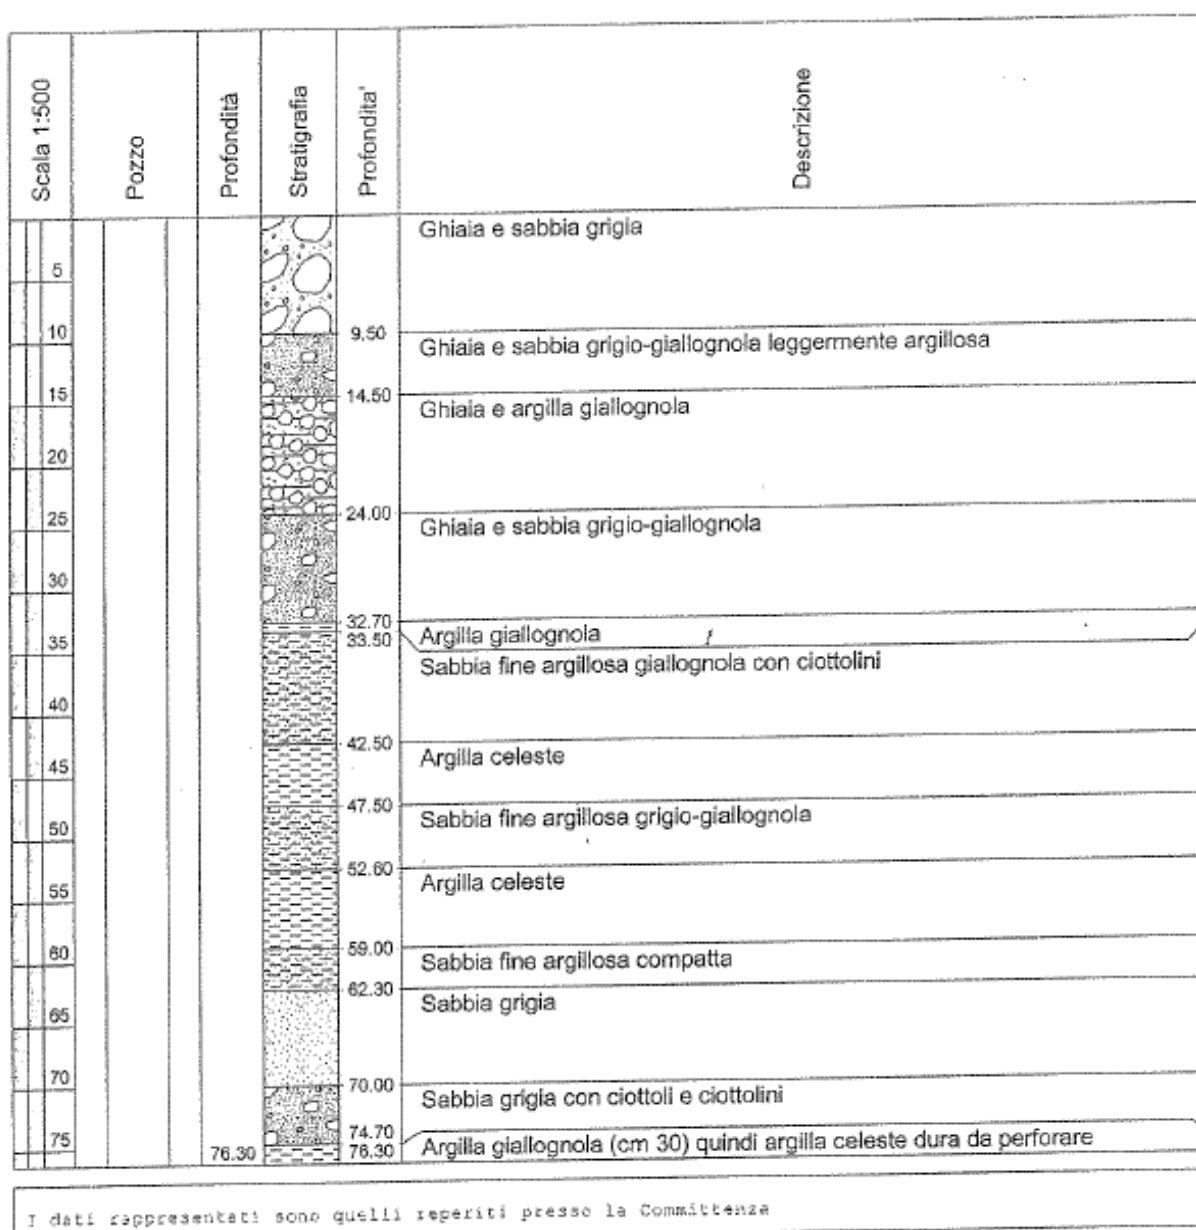 Scala 1:500
Pozzo
Profondità
Stratigrafia
Profondita'
Descrizione
Ghiaia e sabbia grigia
5
10
9.50
Ghiaia e sabbia grigio-giallognola leggermente argillosa
15
14.50
Ghiaia e argilla giallognola
20
25
24.00
Ghiaia e sabbia grigio-giallognola
30
32.70
33.50
Argilla giallognola
35
Sabbia fine argillosa giallognola con ciottolini
40
42.50
Argilla celeste
45
47.50
Sabbia fine argillosa grigio-giallognola
50
52.60
Argilla celeste
55
59.00
60
Sabbia fine argillosa compatta
62.30
Sabbia grigia
65
70
70.00
Sabbia grigia con ciottoli e ciottolini
74.70
75
76.30
76.30
Argilla giallognola (cm 30) quindi argilla celeste dura da perforare
I dati rappresentati sono quelli reperiti presso la Committenza